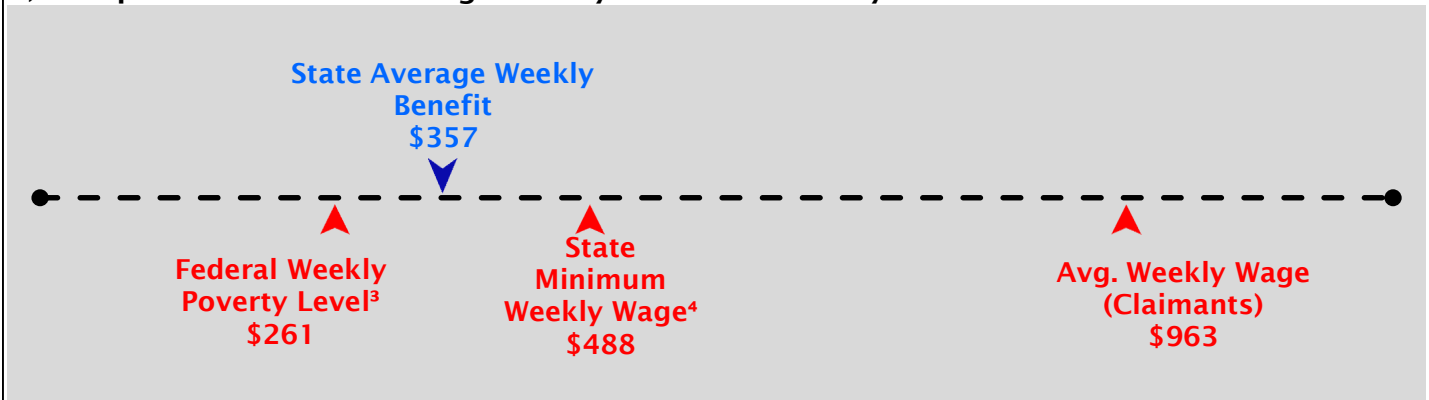 State Average Weekly
Benefit
$357
Federal Weekly
Poverty Level³
$261
State
Minimum
Weekly Wage⁴
$488
Avg. Weekly Wage
(Claimants)
$963